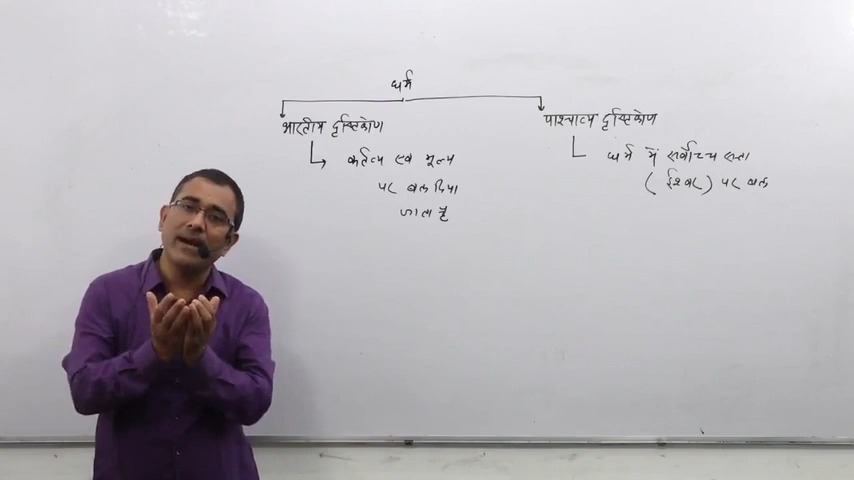 धर्म
भारतीय दृष्टिकोण
पाश्चात्य दृष्टिकोण
कर्तव्य एवं मूल्य
पर बल दिया
जाता है
धर्म में सर्वोच्च सत्ता
(ईश्वर) पर बल